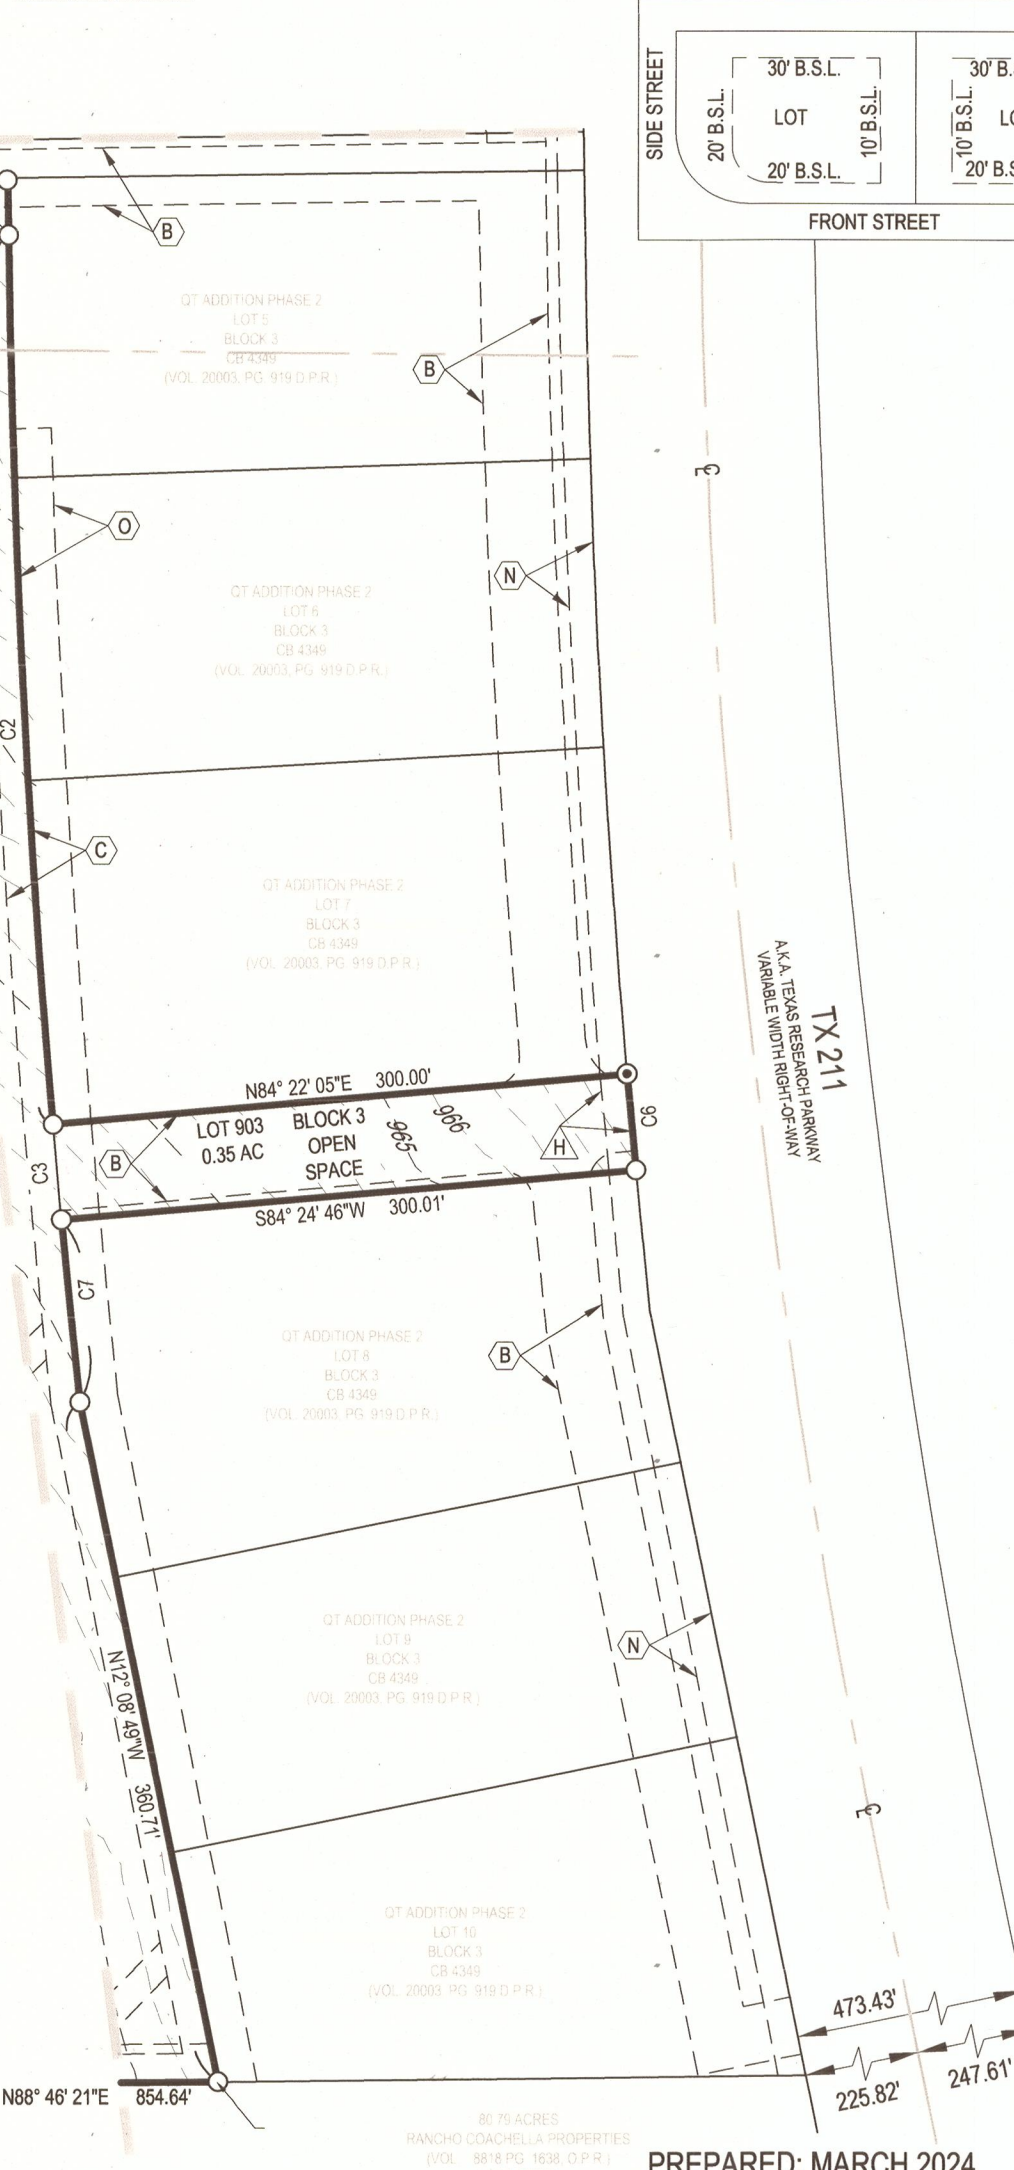 SIDE STREET
30' B.S.L.
20' B.S.L.
LOT
10' B.S.L.
20' B.S.L.
30' B.
10' B.S.L.
LO
20' B.S
FRONT STREET
B
QT ADDITION PHASE 2
LOT 5
BLOCK 3
CB 4349
(VOL. 20003, PG. 919 D.P.R.)
B
O
N
QT ADDITION PHASE 2
LOT 6
BLOCK 3
CB 4349
(VOL. 20003, PG. 919 D.P.R.)
C2
C
QT ADDITION PHASE 2
LOT 7
BLOCK 3
CB 4349
(VOL. 20003, PG. 919 D.P.R.)
TX 211
A.K.A. TEXAS RESEARCH PARKWAY
VARIABLE WIDTH RIGHT-OF-WAY
N84° 22' 05"E 300.00'
LOT 903
0.35 AC
BLOCK 3
OPEN
SPACE
965
966
C6
H
B
C3
S84° 24' 46"W 300.01'
C7
B
QT ADDITION PHASE 2
LOT 8
BLOCK 3
CB 4349
(VOL. 20003, PG. 919 D.P.R.)
QT ADDITION PHASE 2
LOT 9
BLOCK 3
CB 4349
(VOL. 20003, PG. 919 D.P.R.)
N
N12° 08' 49"W 360.71'
QT ADDITION PHASE 2
LOT 10
BLOCK 3
CB 4349
(VOL. 20003, PG. 919 D.P.R.)
473.43'
225.82'
247.61'
N88° 46' 21"E 854.64'
80.79 ACRES
RANCHO COACHELLA PROPERTIES
(VOL. 8818 PG. 1638, O.P.R.)
PREPARED: MARCH 2024